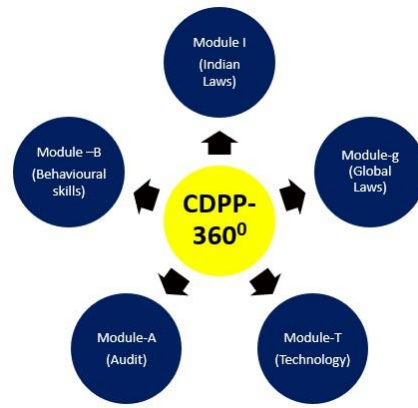 Module I
(Indian
Laws)
Module –B
(Behavioural
skills)
Module-g
(Global
Laws)
CDPP-
360⁰
Module-A
(Audit)
Module-T
(Technology)